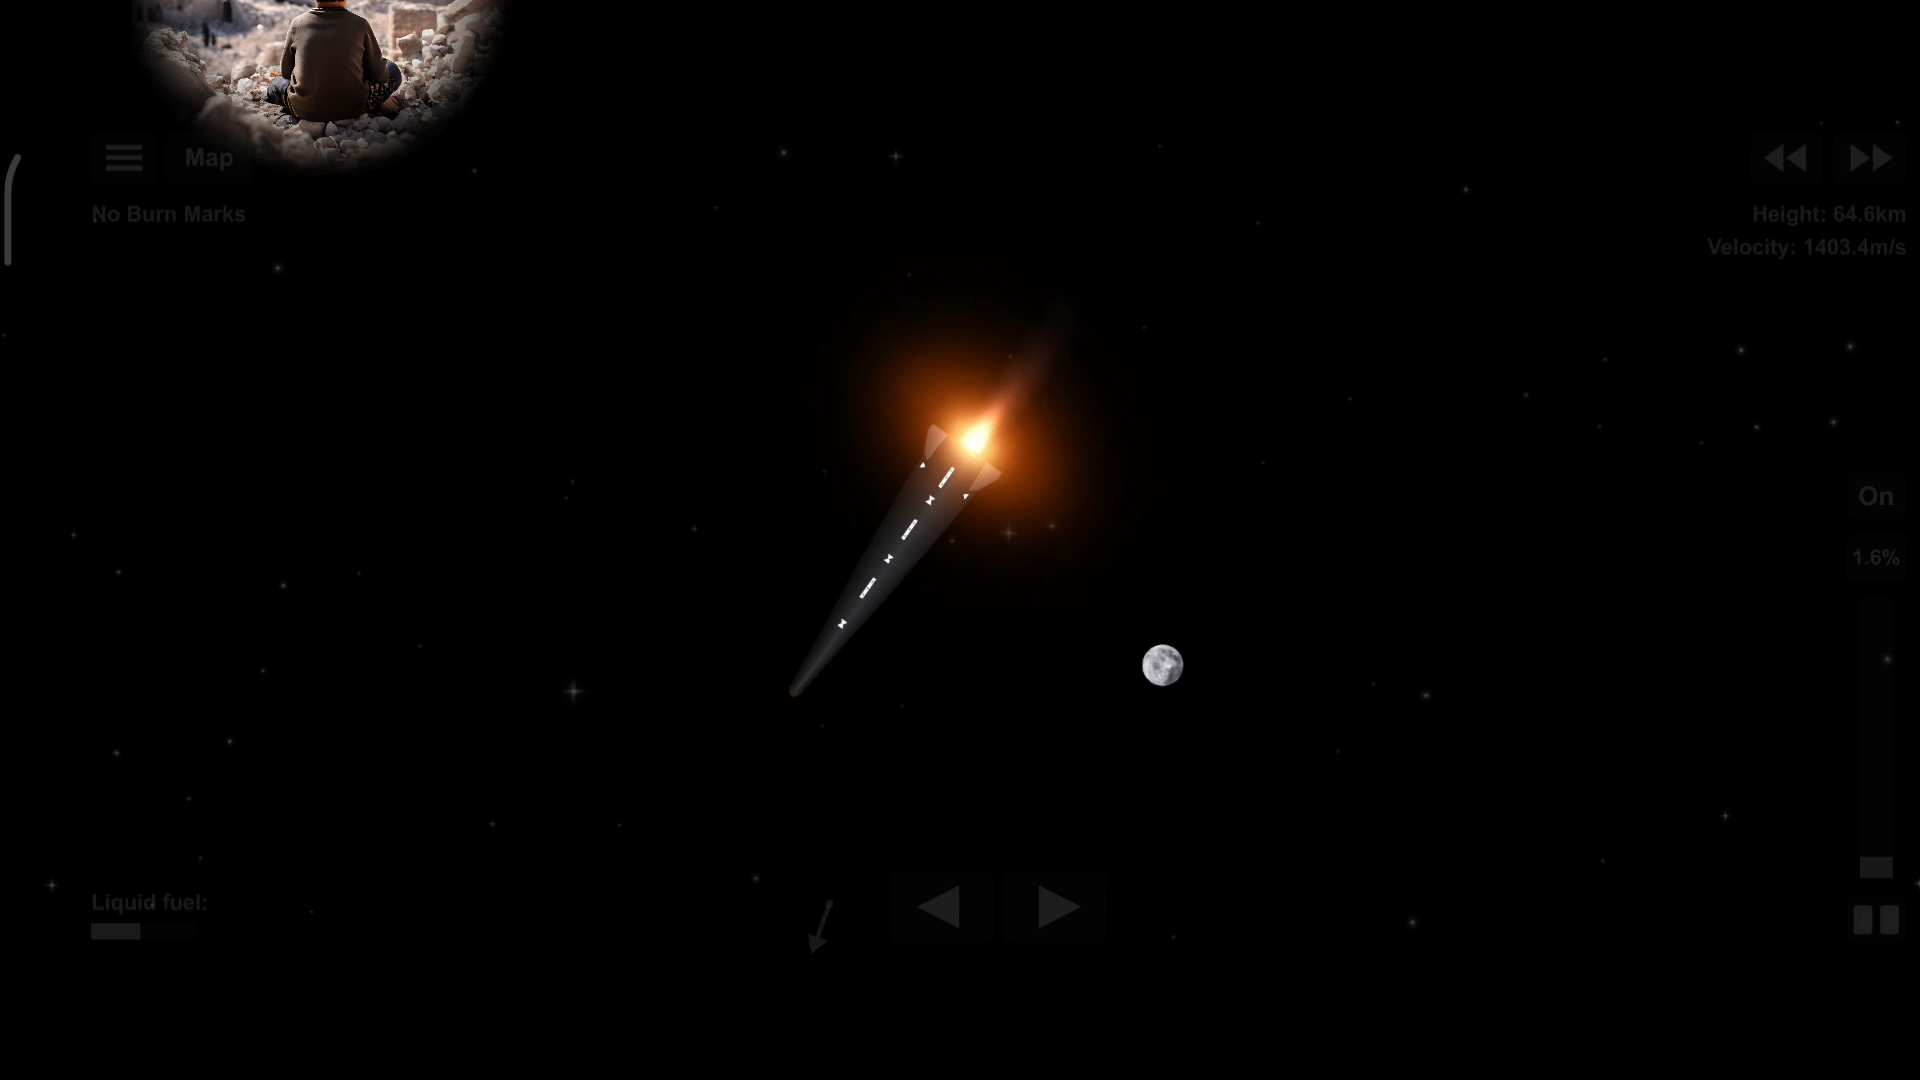 Map
No Burn Marks
Height: 64.6km
Velocity: 1403.4m/s
On
1.6%
Liquid fuel: